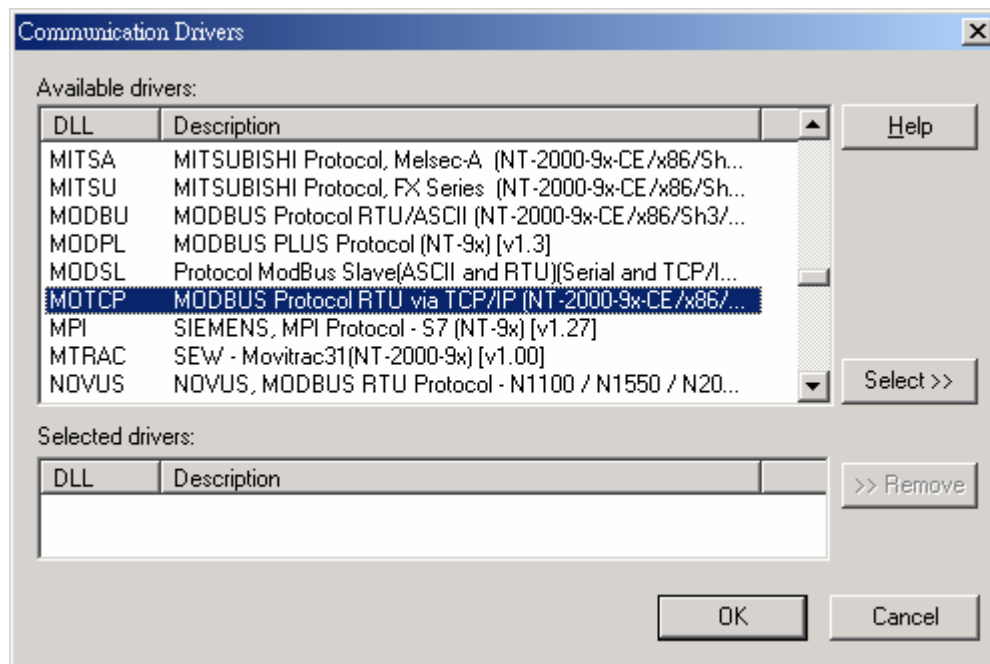 Communication Drivers
Available drivers:
DLL Description
MITSA MITSUBISHI Protocol, Melsec-A (NT-2000-9x-CE/x86/Sh...
MITSU MITSUBISHI Protocol, FX Series (NT-2000-9x-CE/x86/Sh...
MODBU MODBUS Protocol RTU/ASCII (NT-2000-9x-CE/x86/Sh3/...
MODPL MODBUS PLUS Protocol (NT-9x) [v1.3]
MODSL Protocol ModBus Slave(ASCII and RTU)(Serial and TCP/I...
MOTCP MODBUS Protocol RTU via TCP/IP (NT-2000-9x-CE/x86/...
MPI SIEMENS, MPI Protocol - S7 (NT-9x) [v1.27]
MTRAC SEW - Movitrac31(NT-2000-9x) [v1.00]
NOVUS NOVUS, MODBUS RTU Protocol - N1100 / N1550 / N20...
Help
Select >>
Selected drivers:
DLL Description
>> Remove
OK Cancel